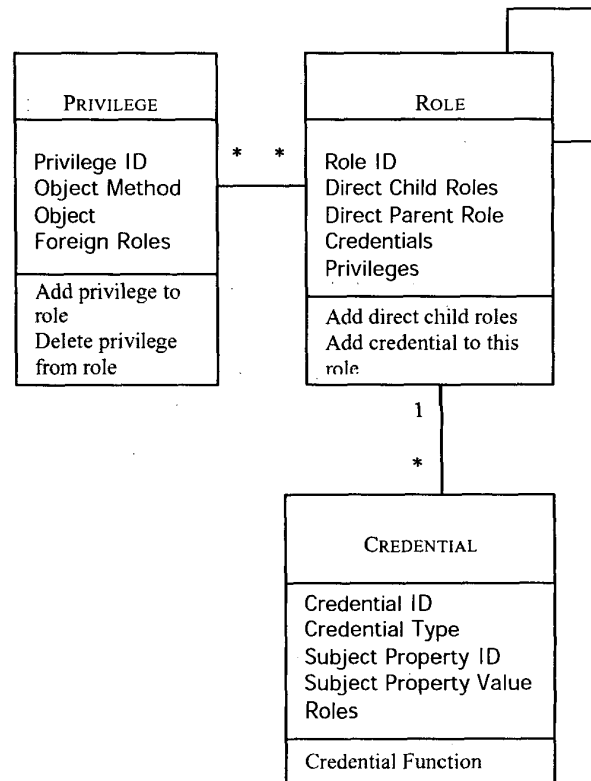 PRIVILEGE
Privilege ID
Object Method
Object
Foreign Roles
Add privilege to
role
Delete privilege
from role
* *
ROLE
Role ID
Direct Child Roles
Direct Parent Role
Credentials
Privileges
Add direct child roles
Add credential to this
role
1
*
CREDENTIAL
Credential ID
Credential Type
Subject Property ID
Subject Property Value
Roles
Credential Function